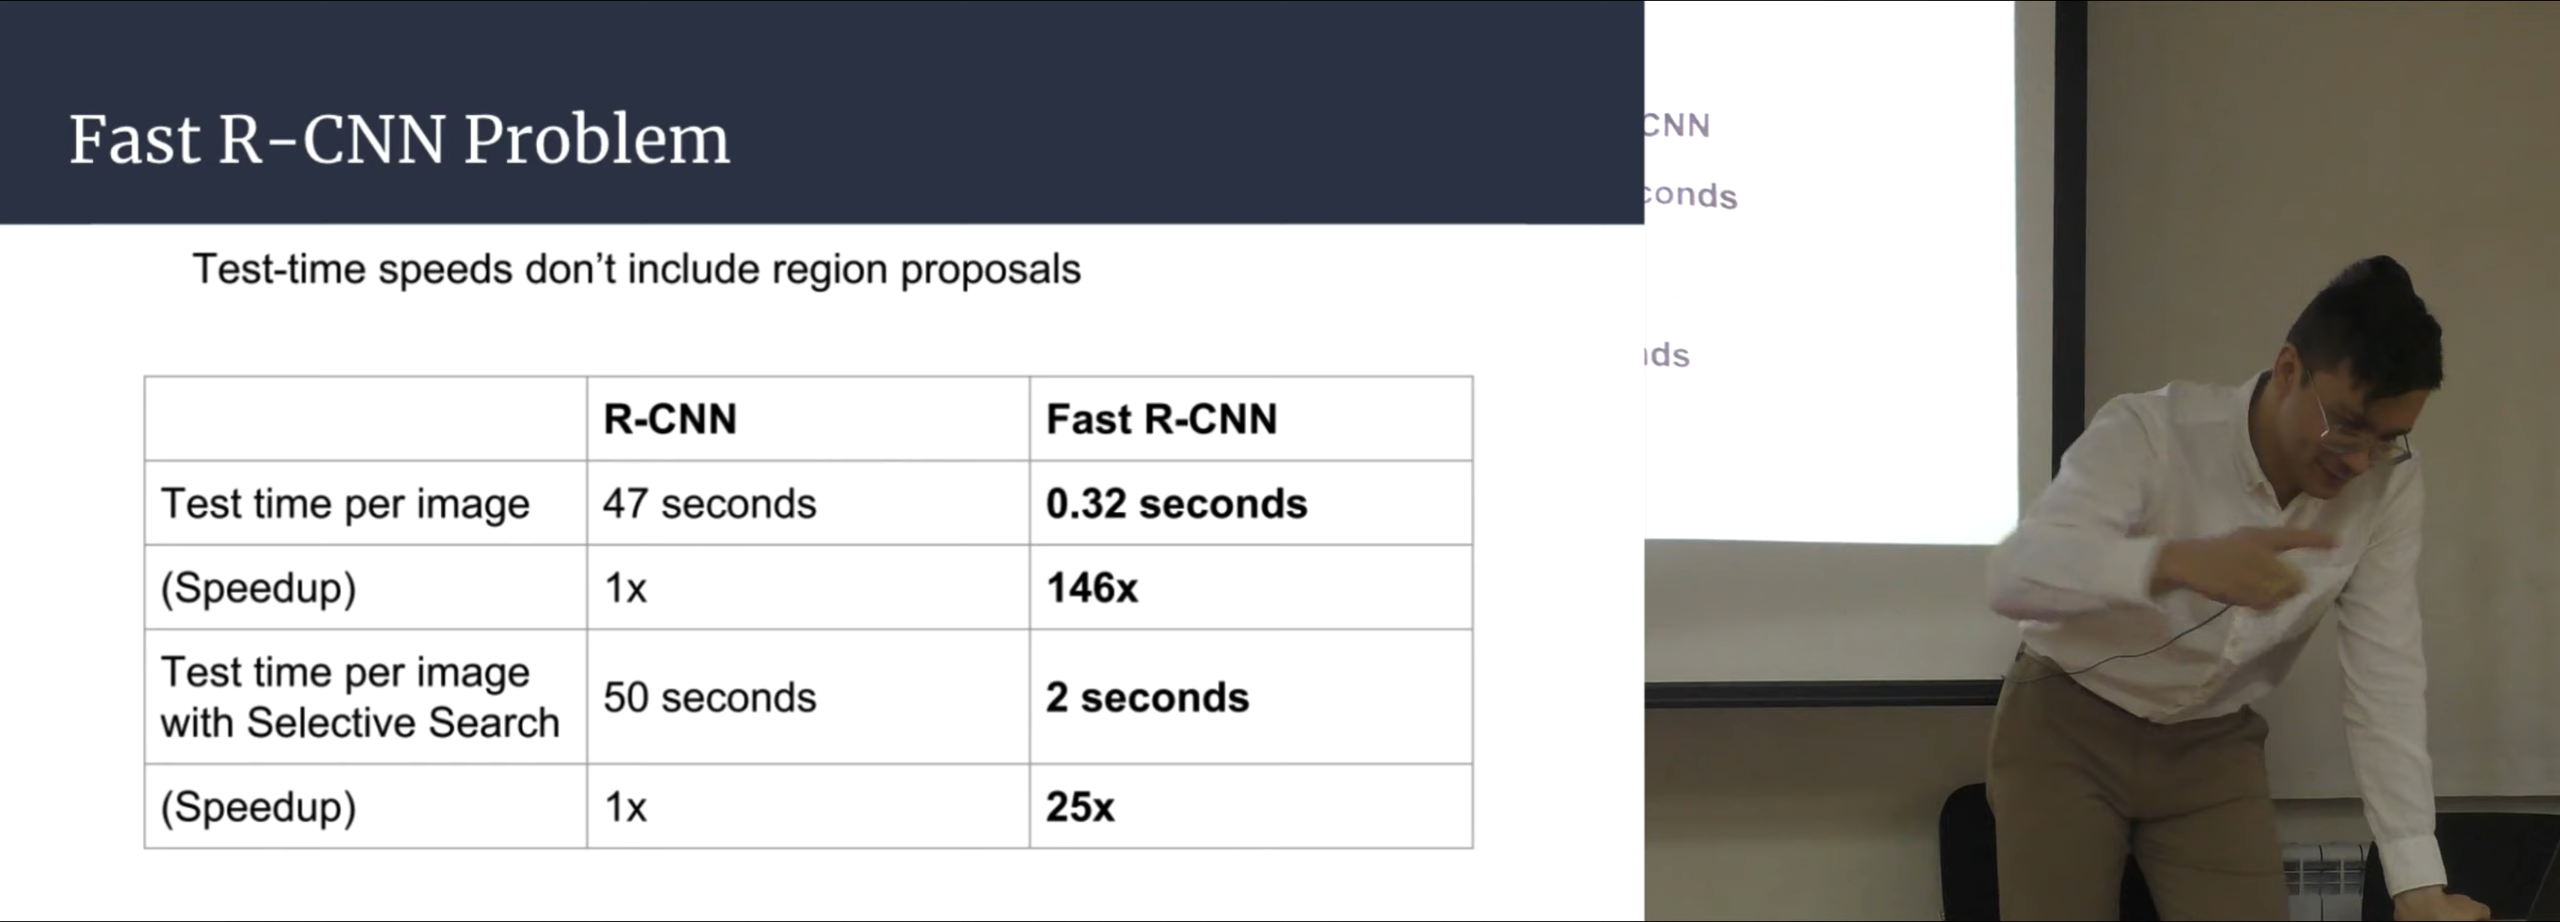 Fast R-CNN Problem
Test-time speeds don't include region proposals
R-CNN Fast R-CNN
Test time per image 47 seconds 0.32 seconds
(Speedup) 1x 146x
Test time per image
with Selective Search 50 seconds 2 seconds
(Speedup) 1x 25x
CNN
conds
nds